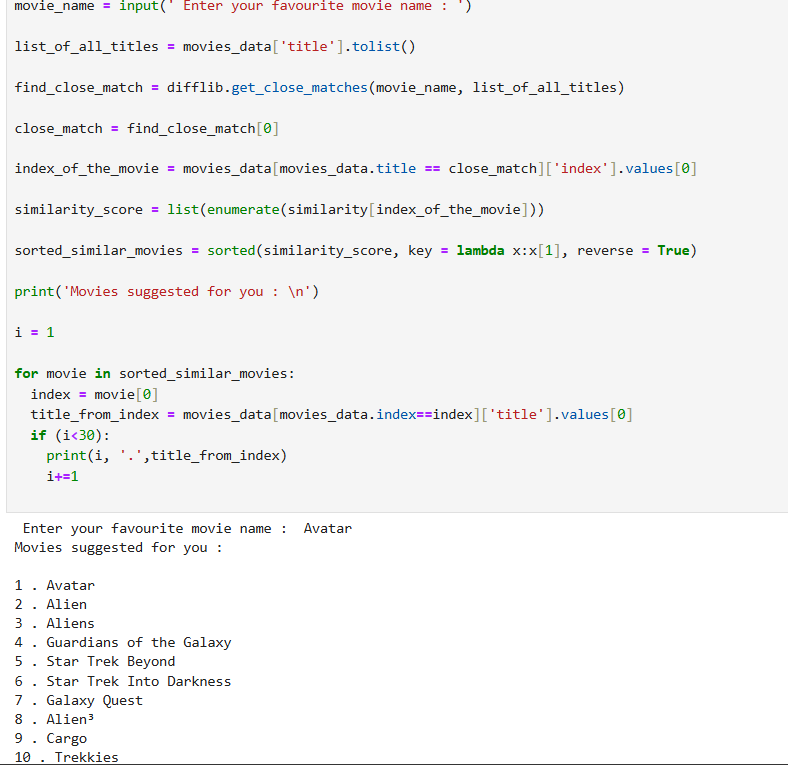 movie_name = input(' Enter your favourite movie name : ')
list_of_all_titles = movies_data['title'].tolist()
find_close_match = difflib.get_close_matches(movie_name, list_of_all_titles)
close_match = find_close_match[0]
index_of_the_movie = movies_data[movies_data.title == close_match]['index'].values[0]
similarity_score = list(enumerate(similarity[index_of_the_movie]))
sorted_similar_movies = sorted(similarity_score, key = lambda x:x[1], reverse = True)
print('Movies suggested for you : \n')
i = 1
for movie in sorted_similar_movies:
  index = movie[0]
  title_from_index = movies_data[movies_data.index==index]['title'].values[0]
  if (i<30):
    print(i, '.',title_from_index)
    i+=1
 Enter your favourite movie name :  Avatar
Movies suggested for you :
1 . Avatar
2 . Alien
3 . Aliens
4 . Guardians of the Galaxy
5 . Star Trek Beyond
6 . Star Trek Into Darkness
7 . Galaxy Quest
8 . Alien³
9 . Cargo
10 . Trekkies